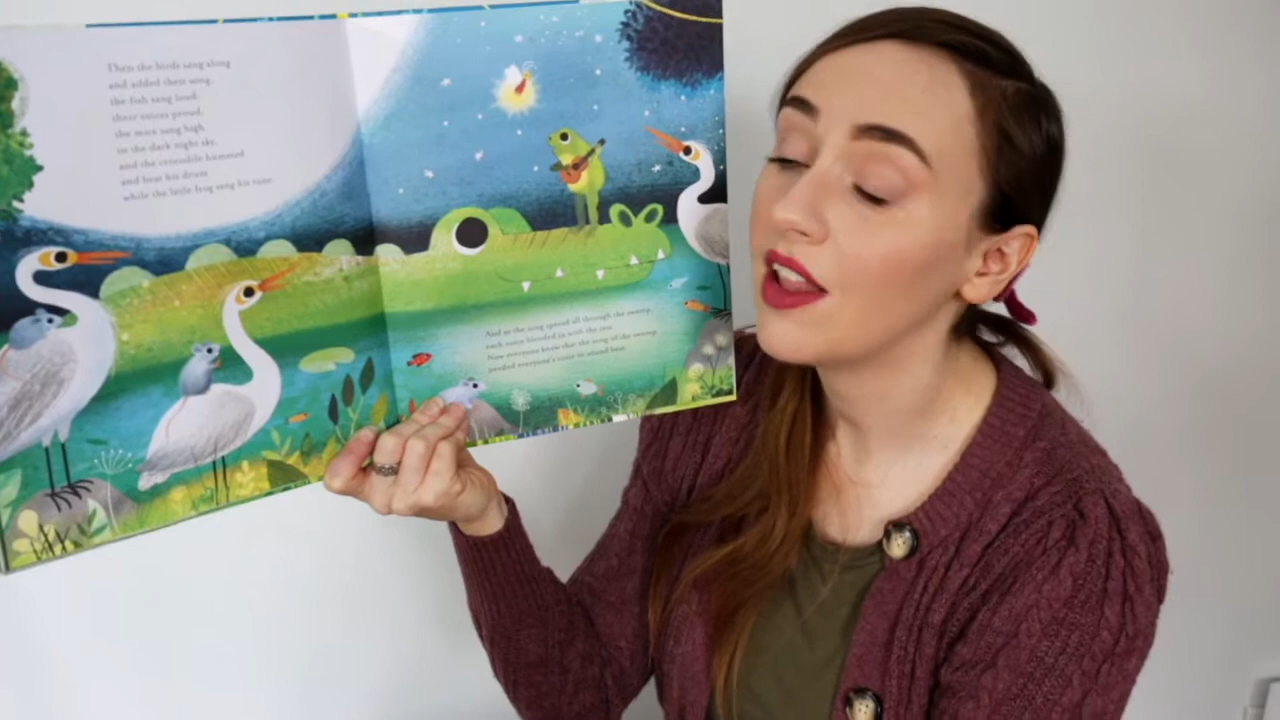 Then the birds sang along
and added their song,
the fish sang loud,
their voices proud,
the mice sang high
in the dark night sky,
and the crocodile hummed
and beat his drum
while the little frog sang his tune.
And as the song spread all through the swamp,
each voice blended in with the rest.
Now everyone knew that the song of the swamp
needed everyone's voice to sound best.